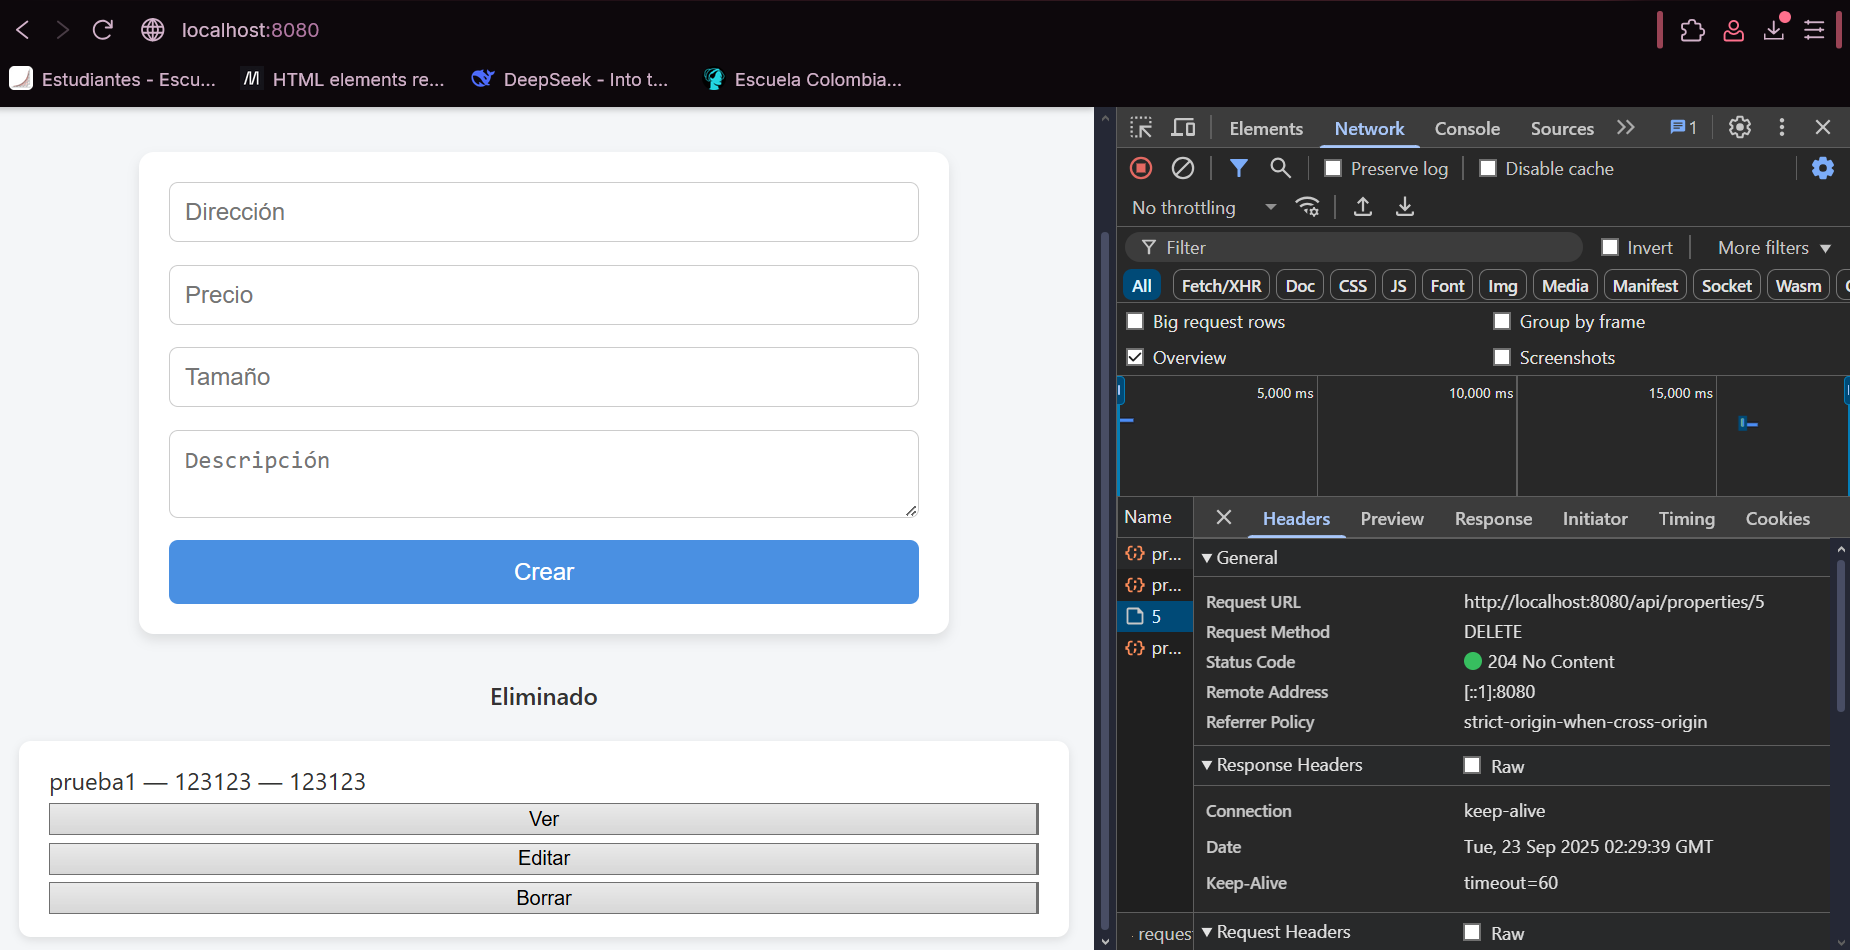 localhost:8080
Estudiantes - Escu...
HTML elements re...
DeepSeek - Into t...
Escuela Colombia...
Dirección
Precio
Tamaño
Descripción
Crear
Eliminado
prueba1 — 123123 — 123123
Ver
Editar
Borrar
Elements Network Console Sources 1
Preserve log Disable cache
No throttling
Filter Invert More filters
All Fetch/XHR Doc CSS JS Font Img Media Manifest Socket Wasm
Big request rows Group by frame
Overview Screenshots
5,000 ms 10,000 ms 15,000 ms
Name Headers Preview Response Initiator Timing Cookies
pr...
pr...
5
pr...
General
Request URL http://localhost:8080/api/properties/5
Request Method DELETE
Status Code 204 No Content
Remote Address [::1]:8080
Referrer Policy strict-origin-when-cross-origin
Response Headers Raw
Connection keep-alive
Date Tue, 23 Sep 2025 02:29:39 GMT
Keep-Alive timeout=60
Request Headers Raw